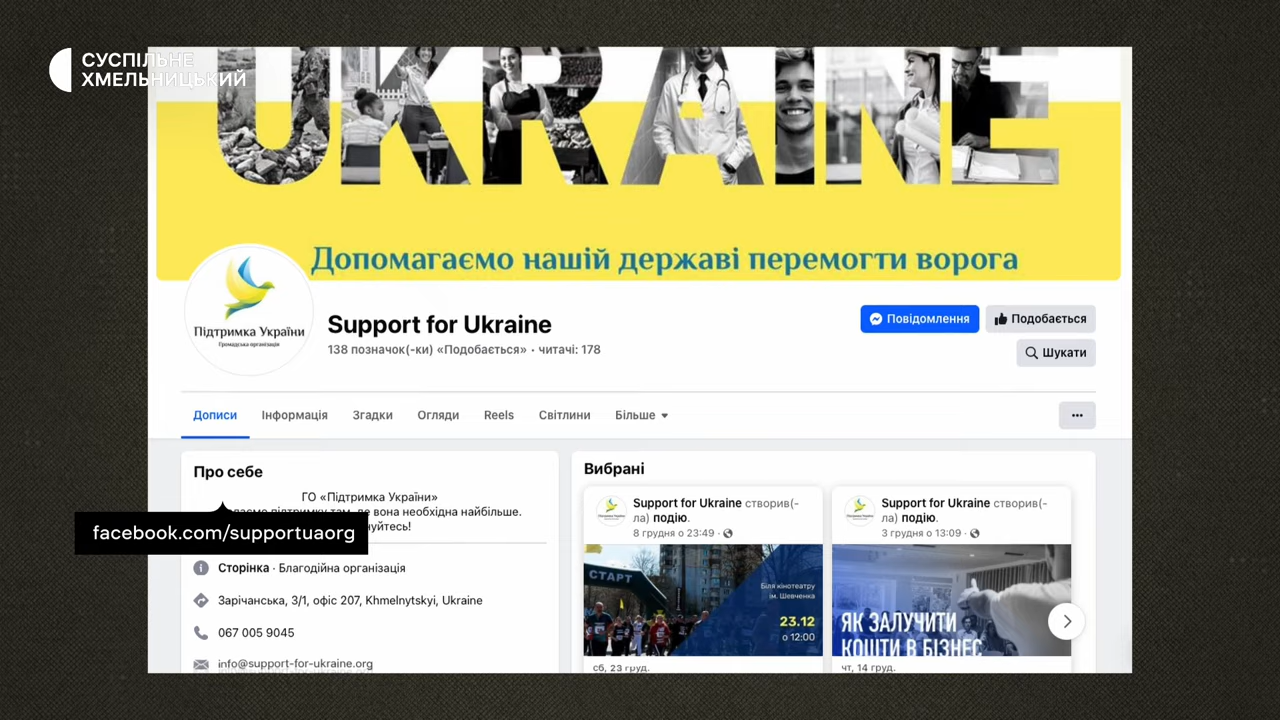 СУСПІЛЬНЕ
ХМЕЛЬНИЦЬКИЙ
UKRAINE
Допомагаємо нашій державі перемогти ворога
Підтримка України
Громадська організація
Support for Ukraine
138 позначок(-ки) «Подобається» • читачі: 178
Повідомлення
Подобається
Шукати
Дописи Інформація Згадки Огляди Reels Світлини Більше
Про себе
ГО «Підтримка України»
вона необхідна найбільше.
facebook.com/supportuaorg
Сторінка · Благодійна організація
Зарічанська, 3/1, офіс 207, Khmelnytskyi, Ukraine
067 005 9045
info@support-for-ukraine.org
Вибрані
Support for Ukraine створив(-
ла) подію.
8 грудня о 23:49 ·
СТАРТ
Біля кінотеатру
ім. Шевченка
23.12
о 12:00
сб, 23 груд.
Support for Ukraine створив(-
ла) подію.
3 грудня о 13:09 ·
ЯК ЗАЛУЧИТИ
КОШТИ В БІЗНЕС
чт, 14 груд.